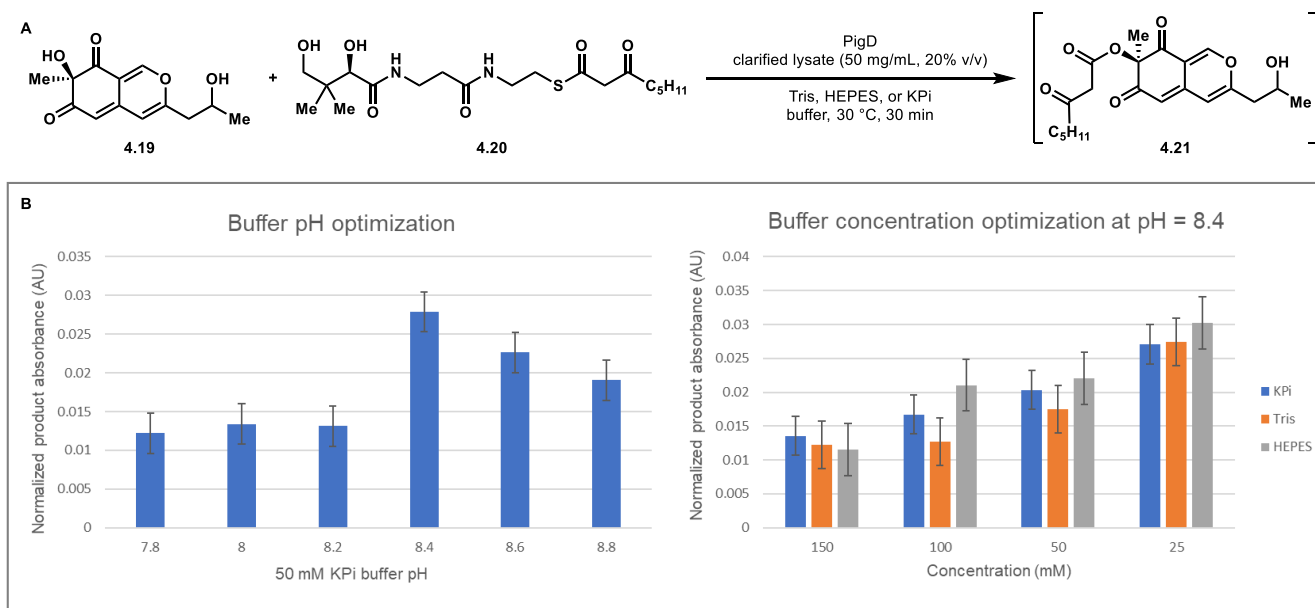 A
HO
O
Me
O
O
OH
Me
4.19
+
OH
OH
H
N
O
Me
Me
H
N
O
S
O
O
C5H11
4.20
PigD
clarified lysate (50 mg/mL, 20% v/v)
Tris, HEPES, or KPi
buffer, 30 °C, 30 min
O
O
Me
O
O
OH
Me
O
O
C5H11
4.21
B
Buffer pH optimization
Normalized product absorbance (AU)
0.035
0.03
0.025
0.02
0.015
0.01
0.005
0
7.8 8 8.2 8.4 8.6 8.8
50 mM KPi buffer pH
Buffer concentration optimization at pH = 8.4
Normalized product absorbance (AU)
0.04
0.035
0.03
0.025
0.02
0.015
0.01
0.005
0
150 100 50 25
Concentration (mM)
KPi
Tris
HEPES